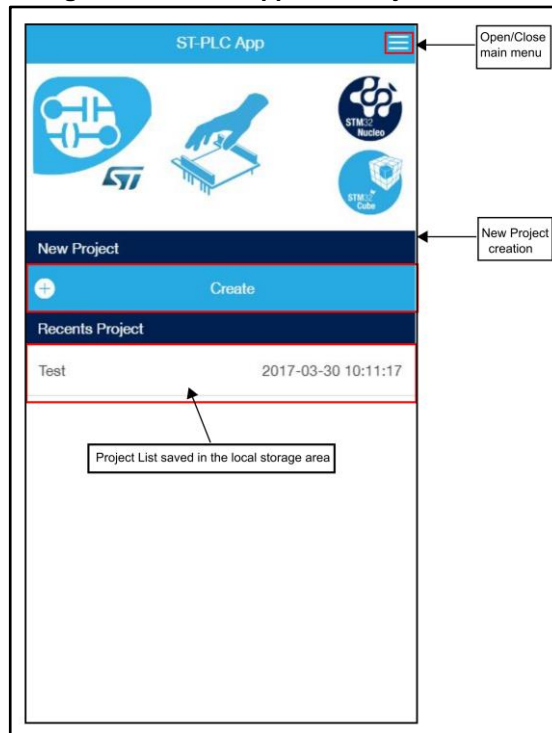 ST-PLC App
Open/Close
main menu
STM32
Nucleo
ST
STM32
Cube
New Project
creation
New Project
Create
Recents Project
Test 2017-03-30 10:11:17
Project List saved in the local storage area